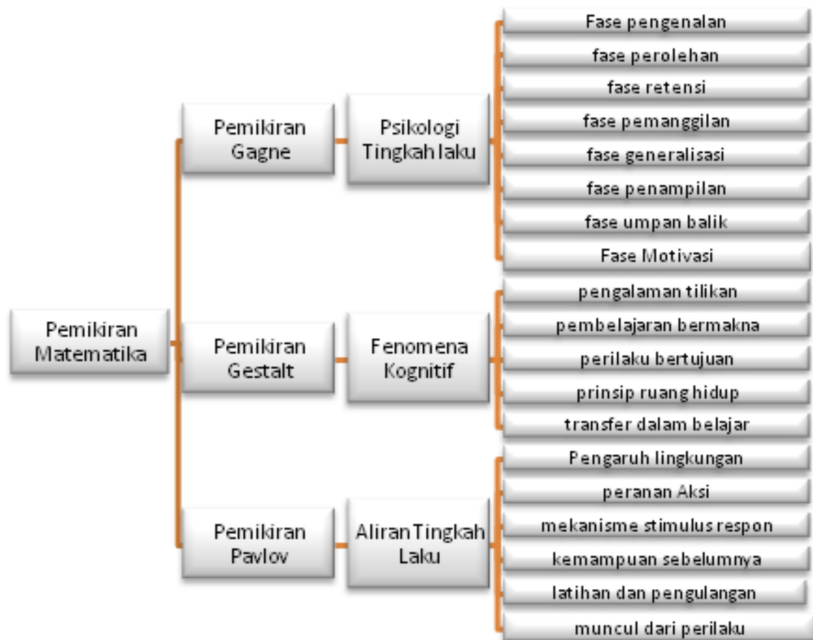 Pemikiran
Matematika
Pemikiran
Gagne
Psikologi
Tingkah laku
Fase pengenalan
fase perolehan
fase retensi
fase pemanggilan
fase generalisasi
fase penampilan
fase umpan balik
Fase Motivasi
Pemikiran
Gestalt
Fenomena
Kognitif
pengalaman tilikan
pembelajaran bermakna
perilaku bertujuan
prinsip ruang hidup
transfer dalam belajar
Pemikiran
Pavlov
Aliran Tingkah
Laku
Pengaruh lingkungan
peranan Aksi
mekanisme stimulus respon
kemampuan sebelumnya
latihan dan pengulangan
muncul dari perilaku